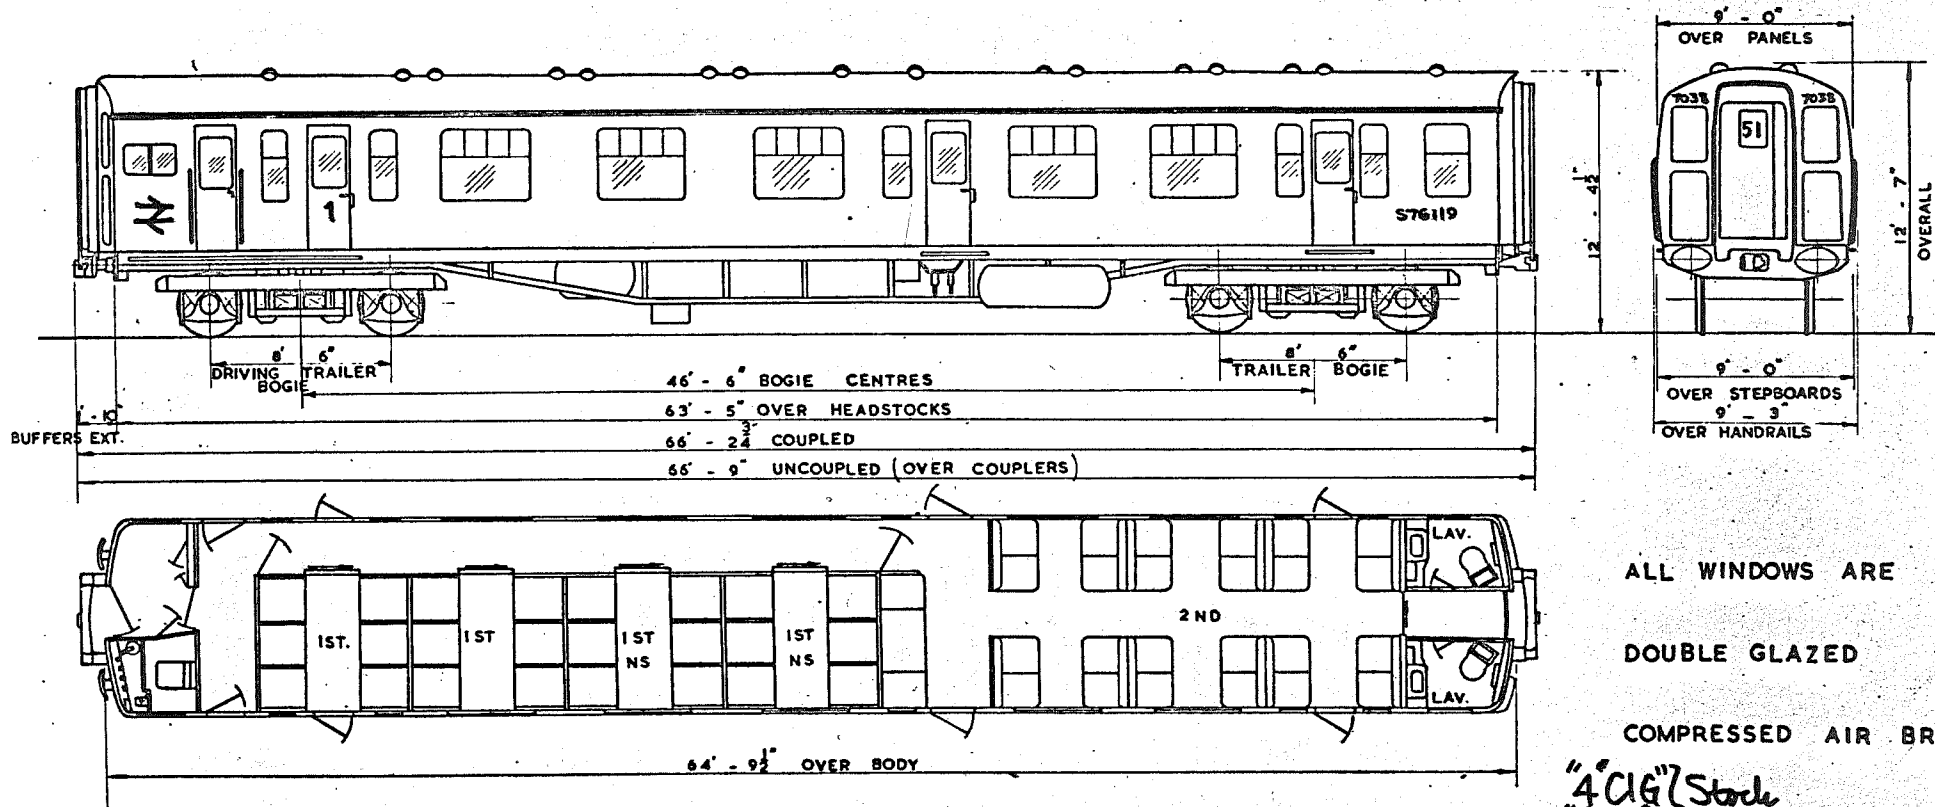 9' - 0"
OVER PANELS
7038 7038
51
1
S76119
12' - 4½"
12' - 7"
OVERALL
8' 6"
DRIVING TRAILER
BOGIE
8' 6"
TRAILER BOGIE
46' - 6" BOGIE CENTRES
63' - 5" OVER HEADSTOCKS
1' - 10"
BUFFERS EXT.
66' - 2¾" COUPLED
66' - 9" UNCOUPLED (OVER COUPLERS)
9' - 0"
OVER STEPBOARDS
9' - 3"
OVER HANDRAILS
LAV.
1ST.
1ST
1ST
NS
1ST
NS
2ND
LAV.
64' - 9½" OVER BODY
ALL WINDOWS ARE
DOUBLE GLAZED
COMPRESSED AIR BR
"4"CIG" Stock